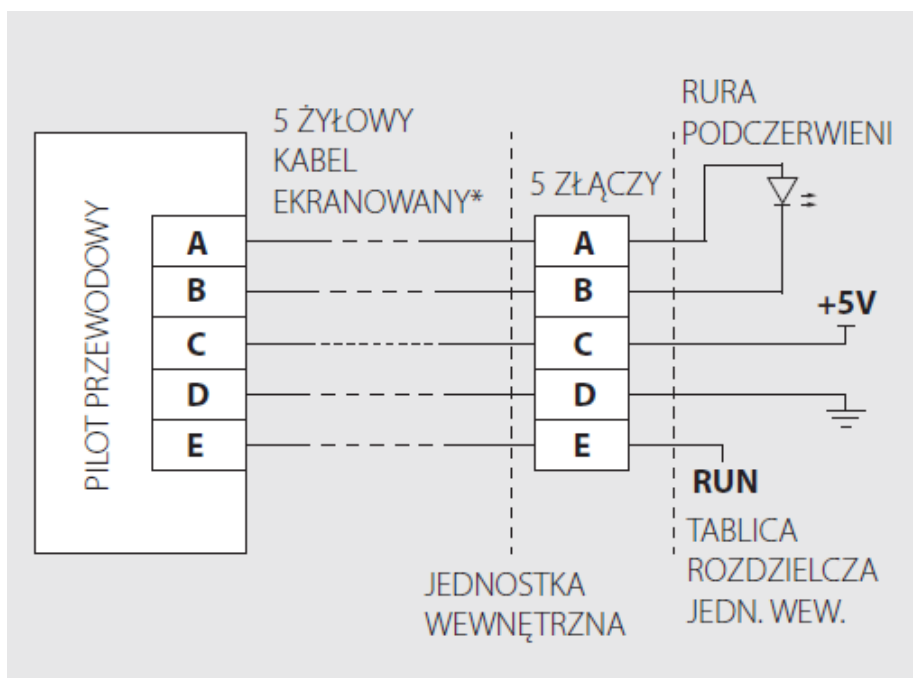 RURA
PODCZERWIENI
5 ŻYŁOWY
KABEL
EKRANOWANY*
5 ZŁĄCZY
PILOT PRZEWODOWY
A
B
C
D
E
A
B
C
D
E
+5V
RUN
TABLICA
ROZDZIELCZA
JEDN. WEW.
JEDNOSTKA
WEWNĘTRZNA